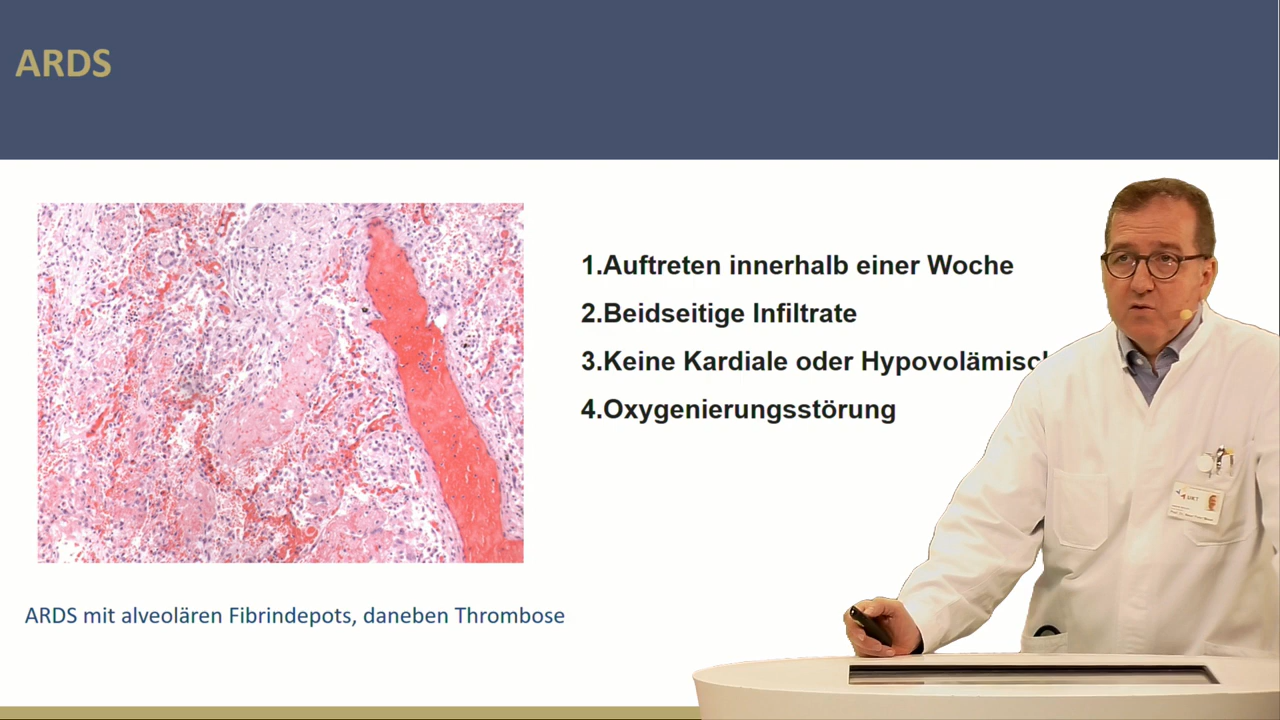 ARDS
1.Auftreten innerhalb einer Woche
2.Beidseitige Infiltrate
3.Keine Kardiale oder
4.Oxygenierungsstörung
ARDS mit alveolären Fibrindepots, daneben Thrombose